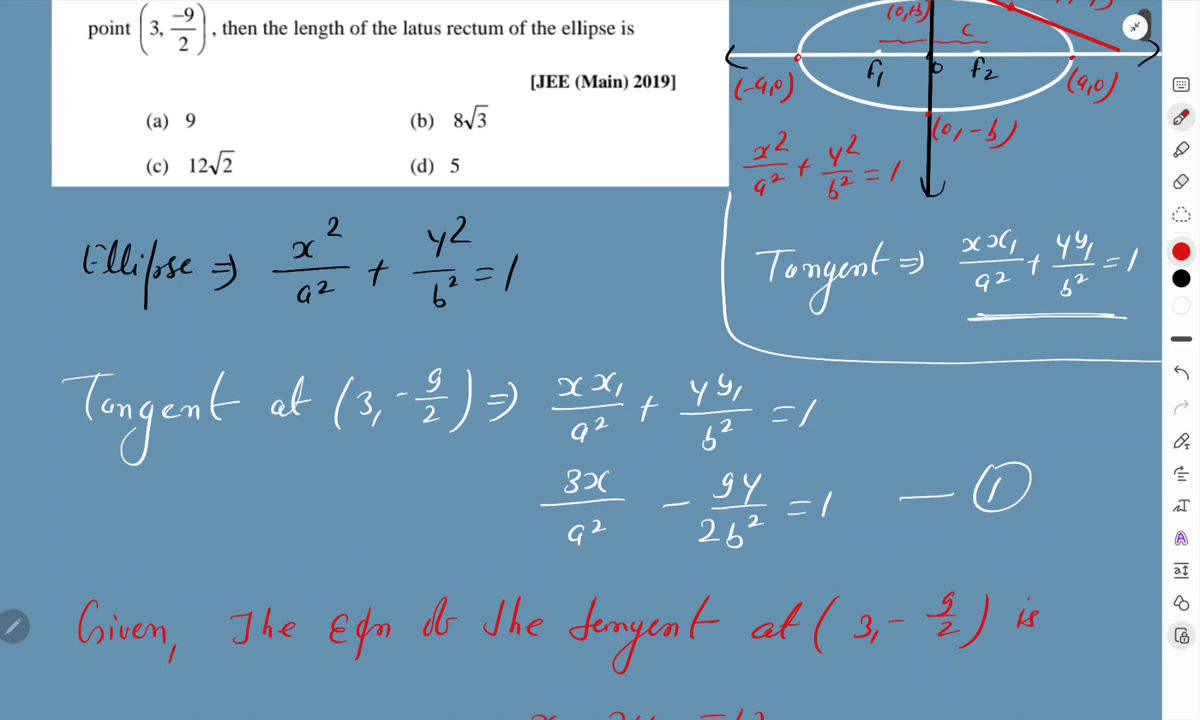 point (3, -9/2), then the length of the latus rectum of the ellipse is
[JEE (Main) 2019]
(a) 9 (b) 8√3
(c) 12√2 (d) 5
(0,b)
c
f₁ 0 f₂
(-a,0) (a,0)
(0,-b)
x²/a² + y²/b² = 1
Tangent ⇒ xx₁/a² + yy₁/b² = 1
Ellipse ⇒ x²/a² + y²/b² = 1
Tangent at (3, -9/2) ⇒ xx₁/a² + yy₁/b² = 1
3x/a² - 9y/2b² = 1 — ①
Given, The Eqn of the tangent at (3, -9/2) is